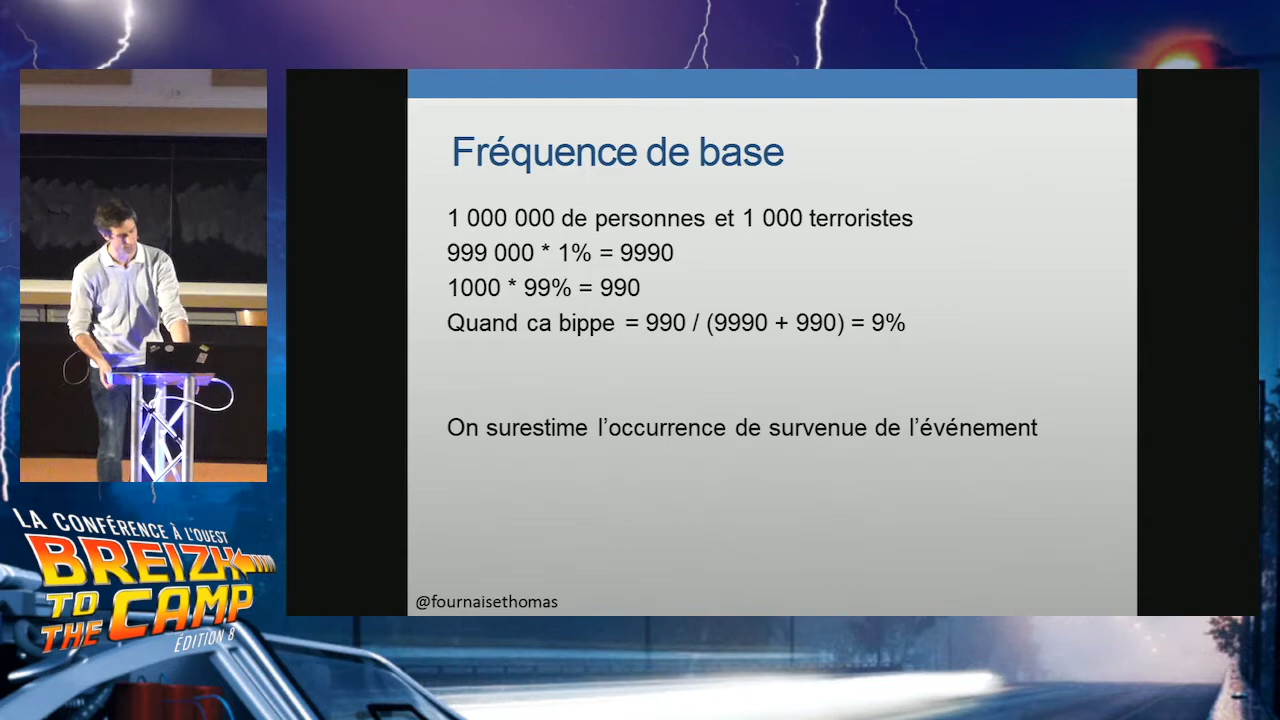 Fréquence de base
1 000 000 de personnes et 1 000 terroristes
999 000 * 1% = 9990
1000 * 99% = 990
Quand ca bippe = 990 / (9990 + 990) = 9%
On surestime l’occurrence de survenue de l’événement
@fournaisethomas
LA CONFÉRENCE À L'OUEST
BREIZH
TO
THE CAMP
ÉDITION 8